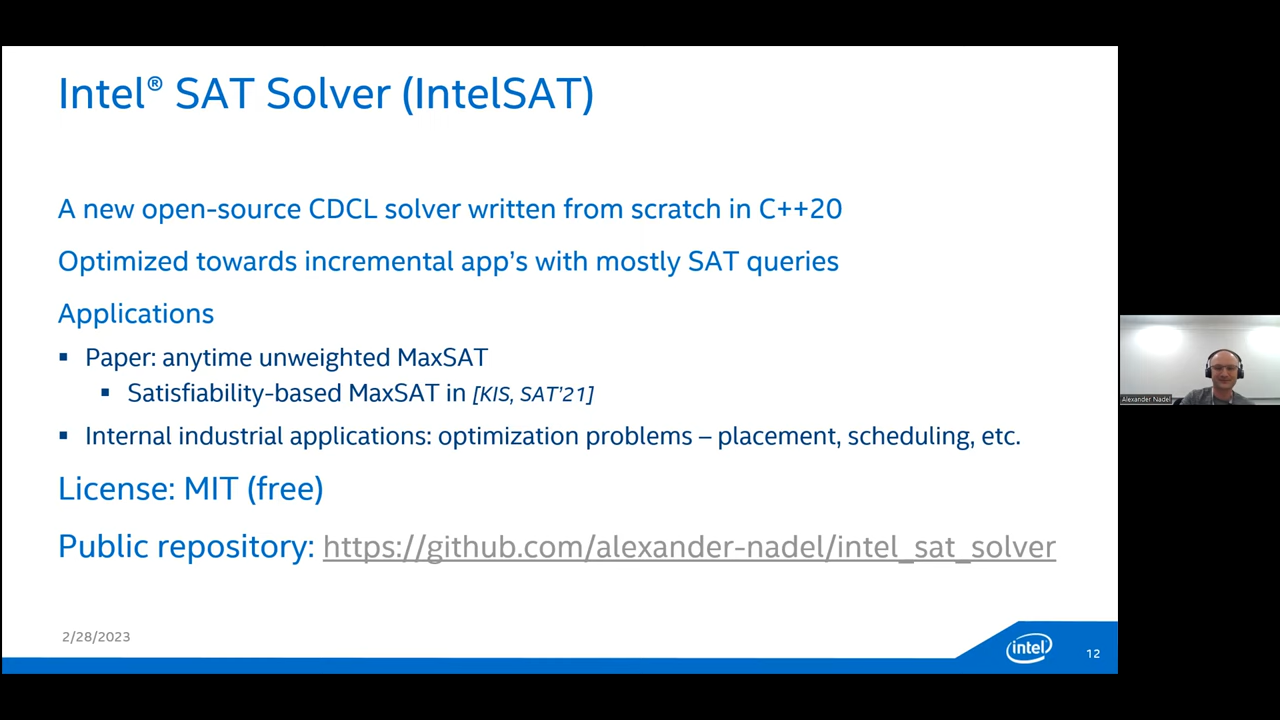 Intel® SAT Solver (IntelSAT)
A new open-source CDCL solver written from scratch in C++20
Optimized towards incremental app’s with mostly SAT queries
Applications
▪ Paper: anytime unweighted MaxSAT
▪ Satisfiability-based MaxSAT in [KIS, SAT’21]
▪ Internal industrial applications: optimization problems – placement, scheduling, etc.
License: MIT (free)
Public repository: https://github.com/alexander-nadel/intel_sat_solver
2/28/2023
intel
12
Alexander Nadel